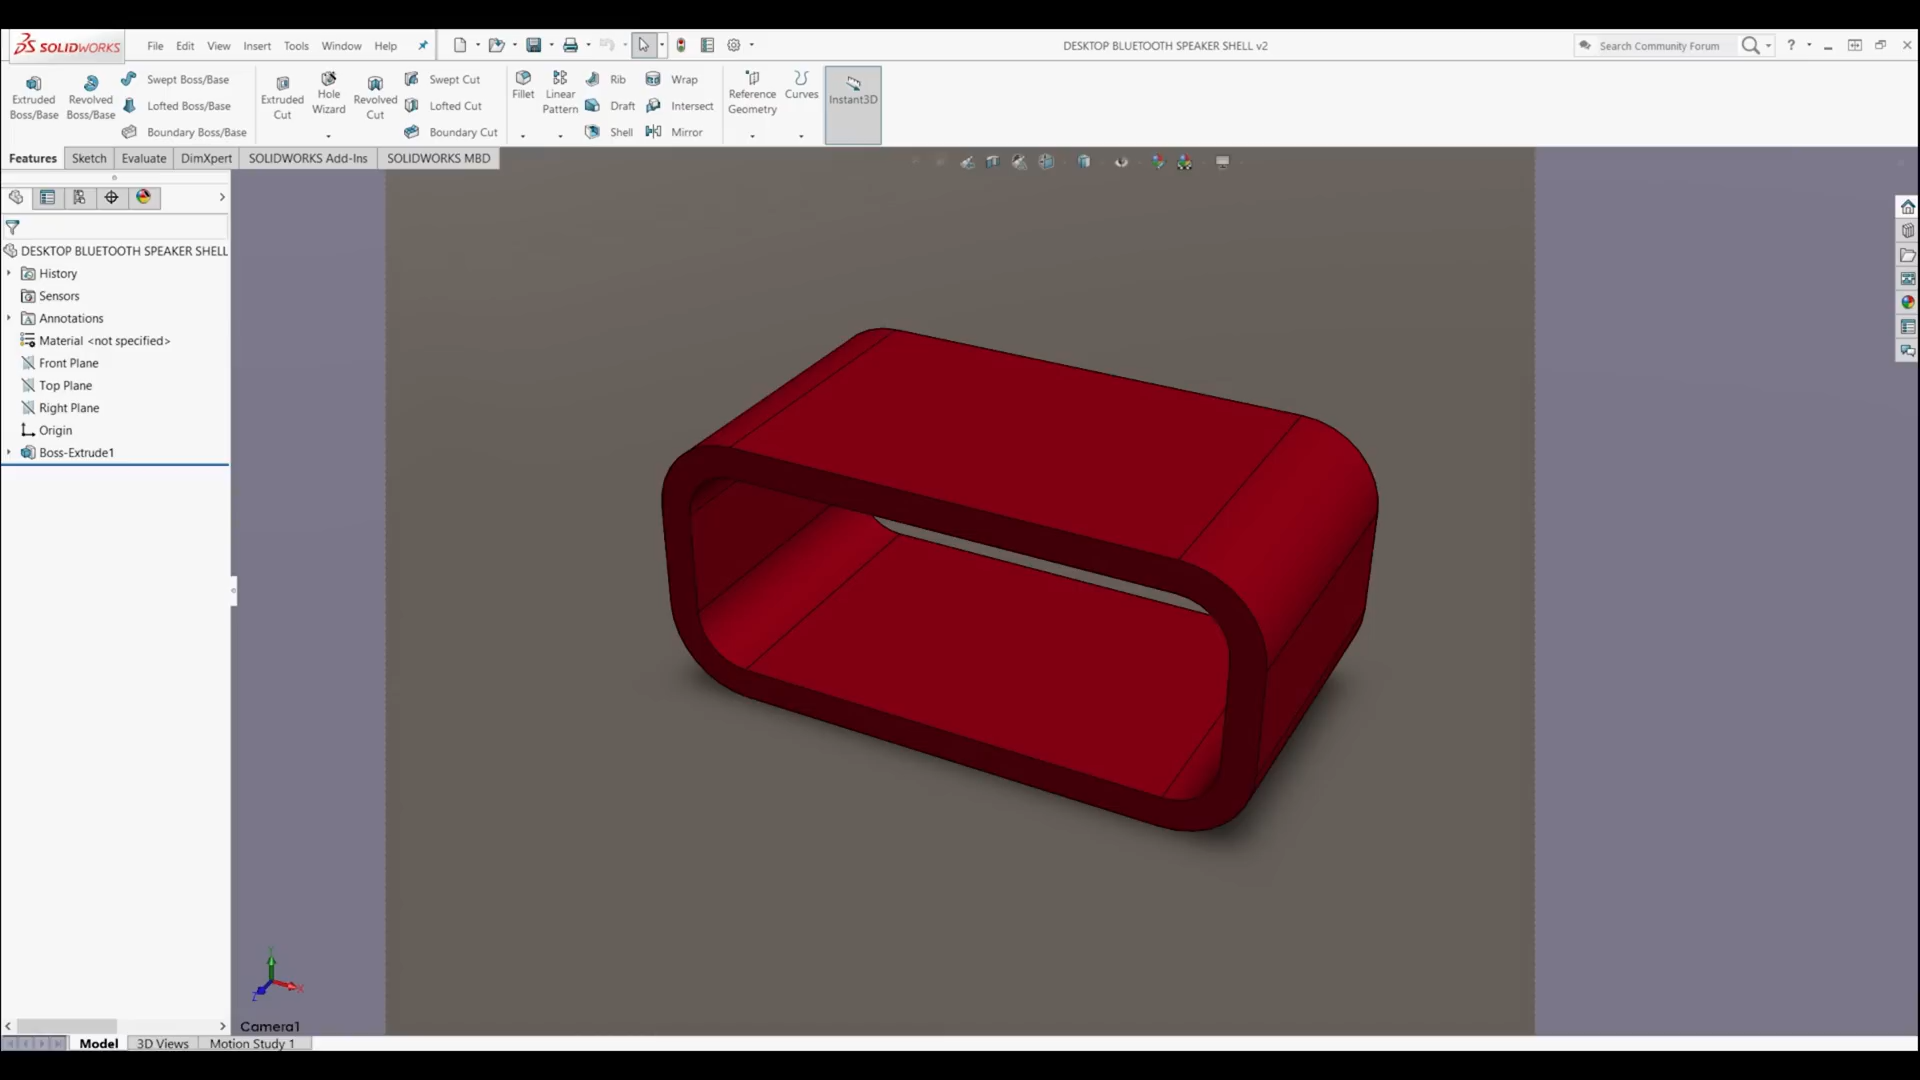 SOLIDWORKS File Edit View Insert Tools Window Help DESKTOP BLUETOOTH SPEAKER SHELL v2 Search Community Forum ?
Extruded Boss/Base
Revolved Boss/Base
Swept Boss/Base
Lofted Boss/Base
Boundary Boss/Base
Extruded Cut
Hole Wizard
Revolved Cut
Swept Cut
Lofted Cut
Boundary Cut
Fillet
Linear Pattern
Rib
Draft
Shell
Wrap
Intersect
Mirror
Reference Geometry
Curves
Instant3D
Features Sketch Evaluate DimXpert SOLIDWORKS Add-Ins SOLIDWORKS MBD
DESKTOP BLUETOOTH SPEAKER SHELL
History
Sensors
Annotations
Material <not specified>
Front Plane
Top Plane
Right Plane
Origin
Boss-Extrude1
Y
X
Z
Camera1
Model 3D Views Motion Study 1